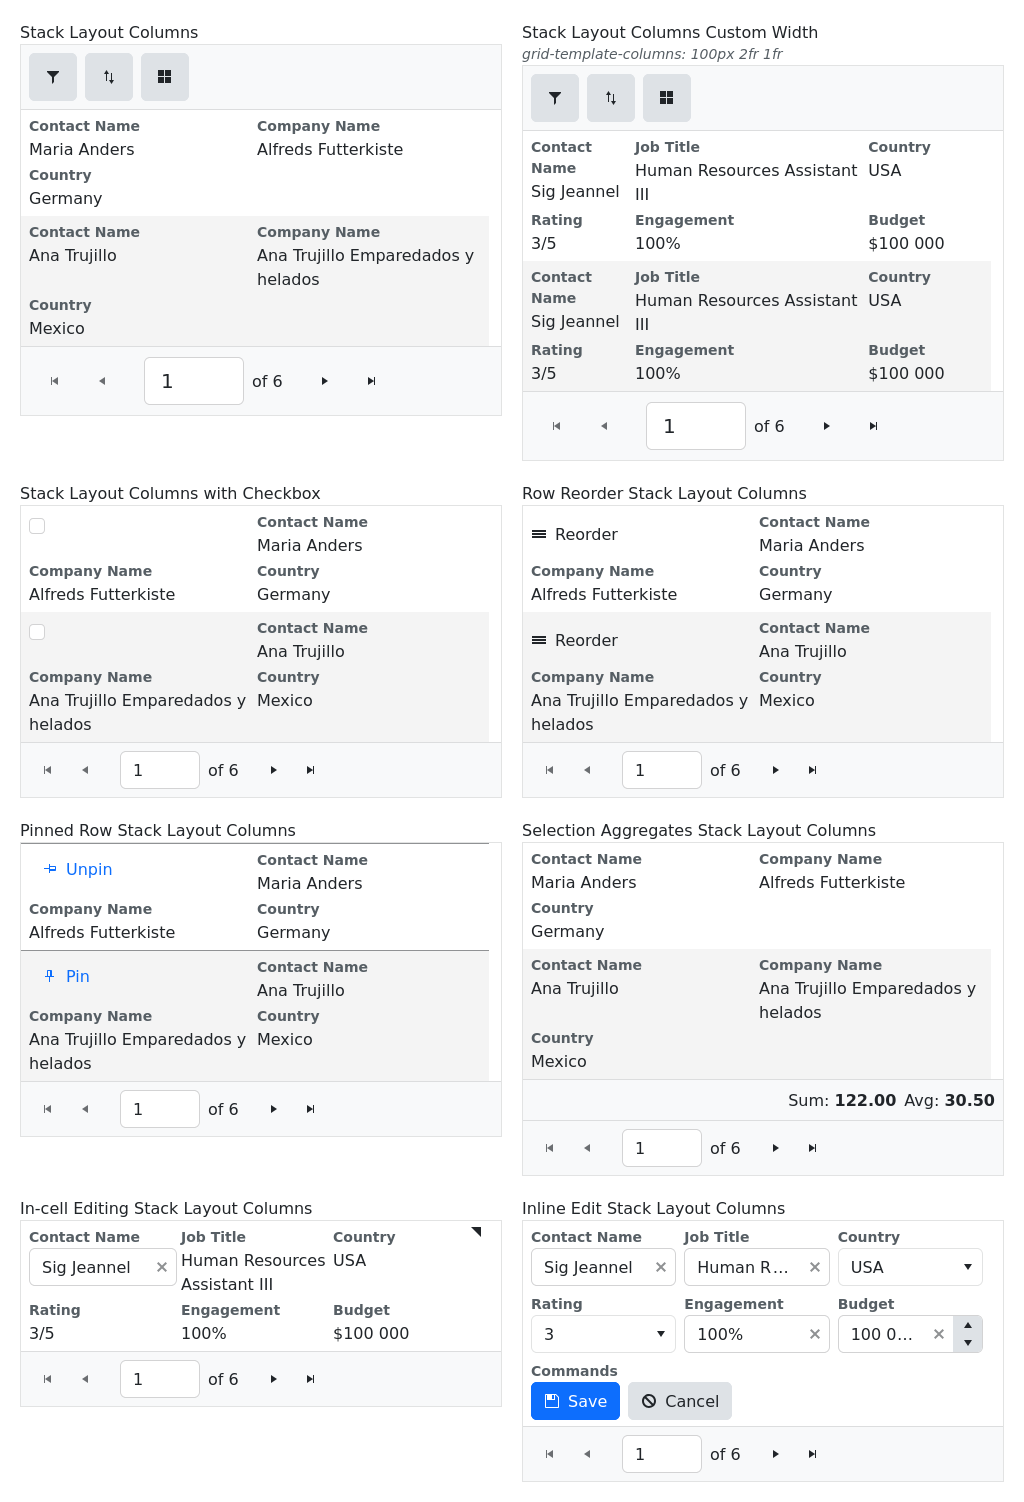 Stack Layout Columns
Contact Name Company Name
Maria Anders Alfreds Futterkiste
Country
Germany
Contact Name Company Name
Ana Trujillo Ana Trujillo Emparedados y
helados
Country
Mexico
1 of 6
Stack Layout Columns Custom Width
grid-template-columns: 100px 2fr 1fr
Contact Job Title Country
Name Human Resources Assistant USA
Sig Jeannel III
Rating Engagement Budget
3/5 100% $100 000
Contact Job Title Country
Name Human Resources Assistant USA
Sig Jeannel III
Rating Engagement Budget
3/5 100% $100 000
1 of 6
Stack Layout Columns with Checkbox
Contact Name
Maria Anders
Company Name Country
Alfreds Futterkiste Germany
Contact Name
Ana Trujillo
Company Name Country
Ana Trujillo Emparedados y Mexico
helados
1 of 6
Row Reorder Stack Layout Columns
Contact Name
Reorder Maria Anders
Company Name Country
Alfreds Futterkiste Germany
Contact Name
Reorder Ana Trujillo
Company Name Country
Ana Trujillo Emparedados y Mexico
helados
1 of 6
Pinned Row Stack Layout Columns
Contact Name
Unpin Maria Anders
Company Name Country
Alfreds Futterkiste Germany
Contact Name
Pin Ana Trujillo
Company Name Country
Ana Trujillo Emparedados y Mexico
helados
1 of 6
Selection Aggregates Stack Layout Columns
Contact Name Company Name
Maria Anders Alfreds Futterkiste
Country
Germany
Contact Name Company Name
Ana Trujillo Ana Trujillo Emparedados y
helados
Country
Mexico
Sum: 122.00 Avg: 30.50
1 of 6
In-cell Editing Stack Layout Columns
Contact Name Job Title Country
Sig Jeannel Human Resources USA
Assistant III
Rating Engagement Budget
3/5 100% $100 000
1 of 6
Inline Edit Stack Layout Columns
Contact Name Job Title Country
Sig Jeannel Human R… USA
Rating Engagement Budget
3 100% 100 0…
Commands
Save Cancel
1 of 6